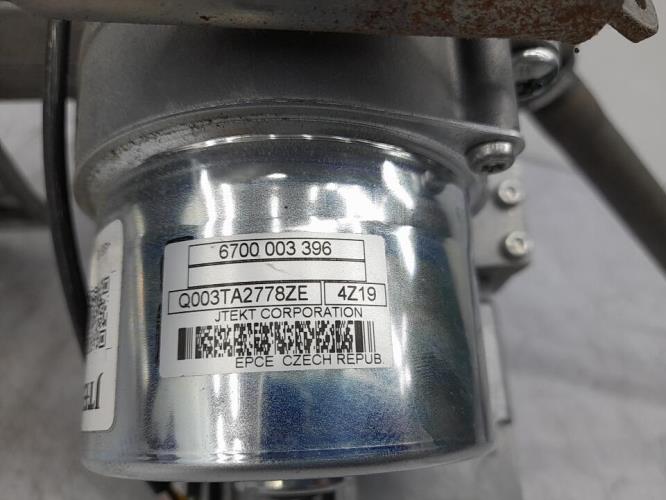 6700 003 396
Q003TA2778ZE 4Z19
JTEKT CORPORATION
EPCE CZECH REPUB.